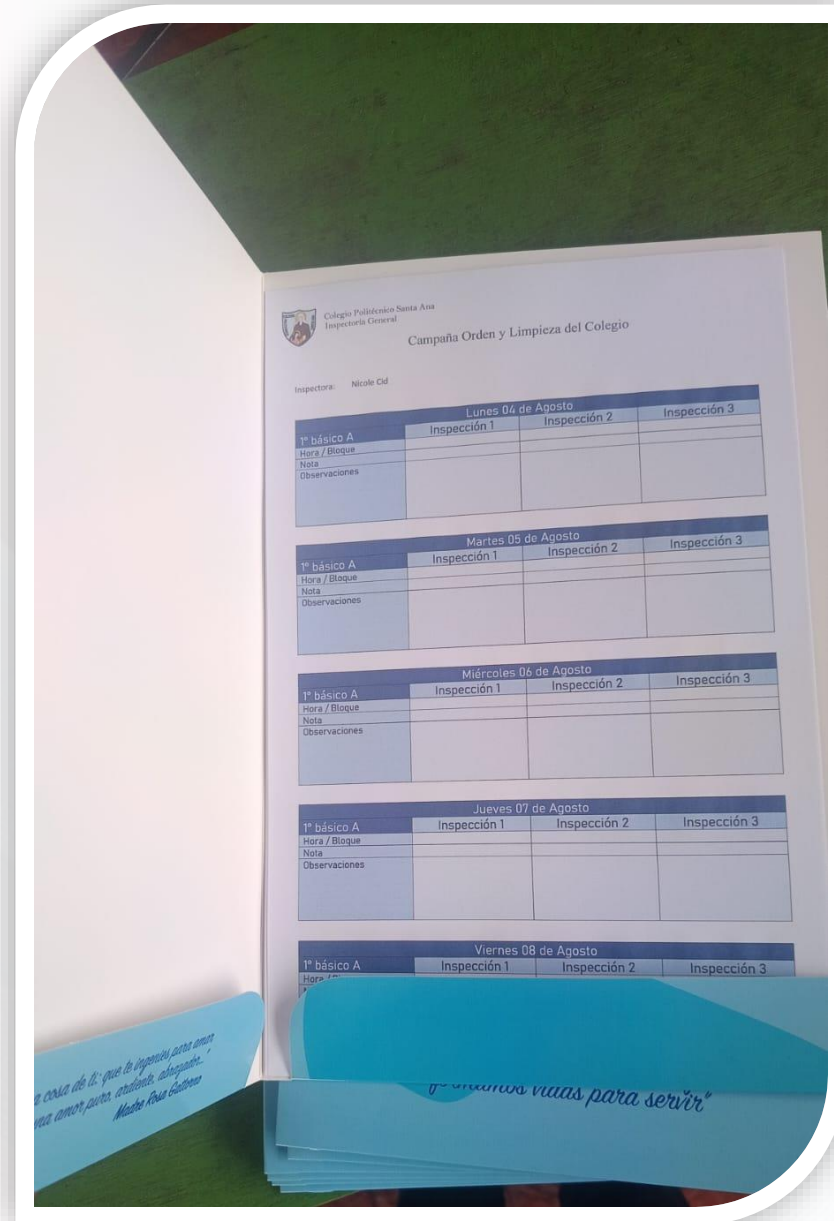 Colegio Politécnico Santa Ana
Inspectoría General
Campaña Orden y Limpieza del Colegio
Inspectora: Nicole Cid
Lunes 04 de Agosto
1° básico A Inspección 1 Inspección 2 Inspección 3
Hora / Bloque
Nota
Observaciones
Martes 05 de Agosto
1° básico A Inspección 1 Inspección 2 Inspección 3
Hora / Bloque
Nota
Observaciones
Miércoles 06 de Agosto
1° básico A Inspección 1 Inspección 2 Inspección 3
Hora / Bloque
Nota
Observaciones
Jueves 07 de Agosto
1° básico A Inspección 1 Inspección 2 Inspección 3
Hora / Bloque
Nota
Observaciones
Viernes 08 de Agosto
1° básico A Inspección 1 Inspección 2 Inspección 3
Hora
cosa de ti; que te ingenies para amar
amor puro, ardiente, abrazador..."
Madre Rosa Gattorno
vidas para servir"